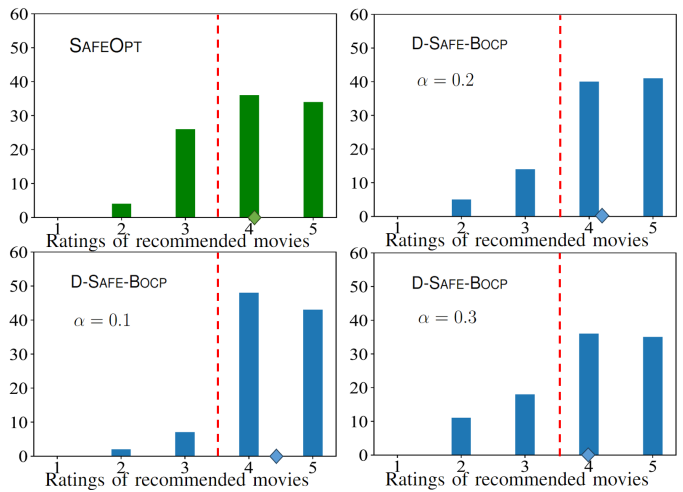 60
50
40
30
20
10
0
SAFEOPT
1 2 3 4 5
Ratings of recommended movies
60
50
40
30
20
10
0
D-SAFE-BOCP
α = 0.2
1 2 3 4 5
Ratings of recommended movies
60
50
40
30
20
10
0
D-SAFE-BOCP
α = 0.1
1 2 3 4 5
Ratings of recommended movies
60
50
40
30
20
10
0
D-SAFE-BOCP
α = 0.3
1 2 3 4 5
Ratings of recommended movies